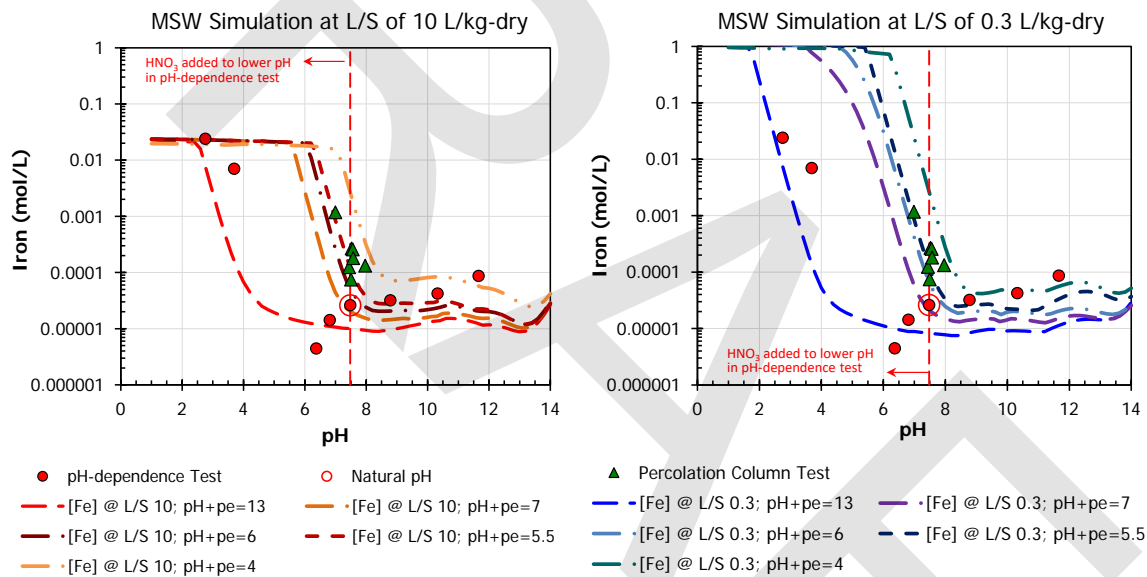 MSW Simulation at L/S of 10 L/kg-dry
1
0.1
0.01
0.001
0.0001
0.00001
0.000001
Iron (mol/L)
HNO3 added to lower pH
in pH-dependence test
0 2 4 6 8 10 12 14
pH
MSW Simulation at L/S of 0.3 L/kg-dry
1
0.1
0.01
0.001
0.0001
0.00001
0.000001
Iron (mol/L)
HNO3 added to lower pH
in pH-dependence test
0 2 4 6 8 10 12 14
pH
pH-dependence Test Natural pH
[Fe] @ L/S 10; pH+pe=13 [Fe] @ L/S 10; pH+pe=7
[Fe] @ L/S 10; pH+pe=6 [Fe] @ L/S 10; pH+pe=5.5
[Fe] @ L/S 10; pH+pe=4
Percolation Column Test
[Fe] @ L/S 0.3; pH+pe=13 [Fe] @ L/S 0.3; pH+pe=7
[Fe] @ L/S 0.3; pH+pe=6 [Fe] @ L/S 0.3; pH+pe=5.5
[Fe] @ L/S 0.3; pH+pe=4